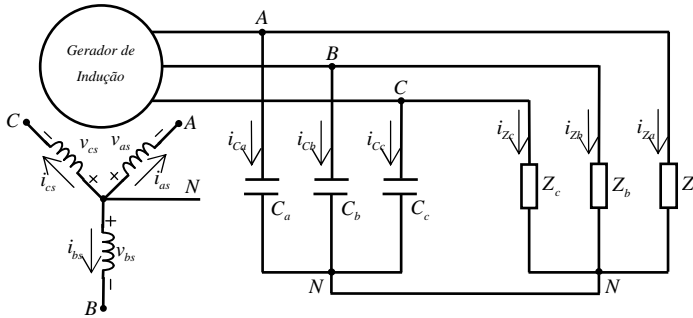 A
B
C
Gerador de
Indução
C
A
v_cs
v_as
i_cs
i_as
N
+
+
+
i_bs
v_bs
B
i_Ca
i_Cb
i_Cc
i_Zc
i_Zb
i_Za
C_a
C_b
C_c
Z_c
Z_b
Z
N
N